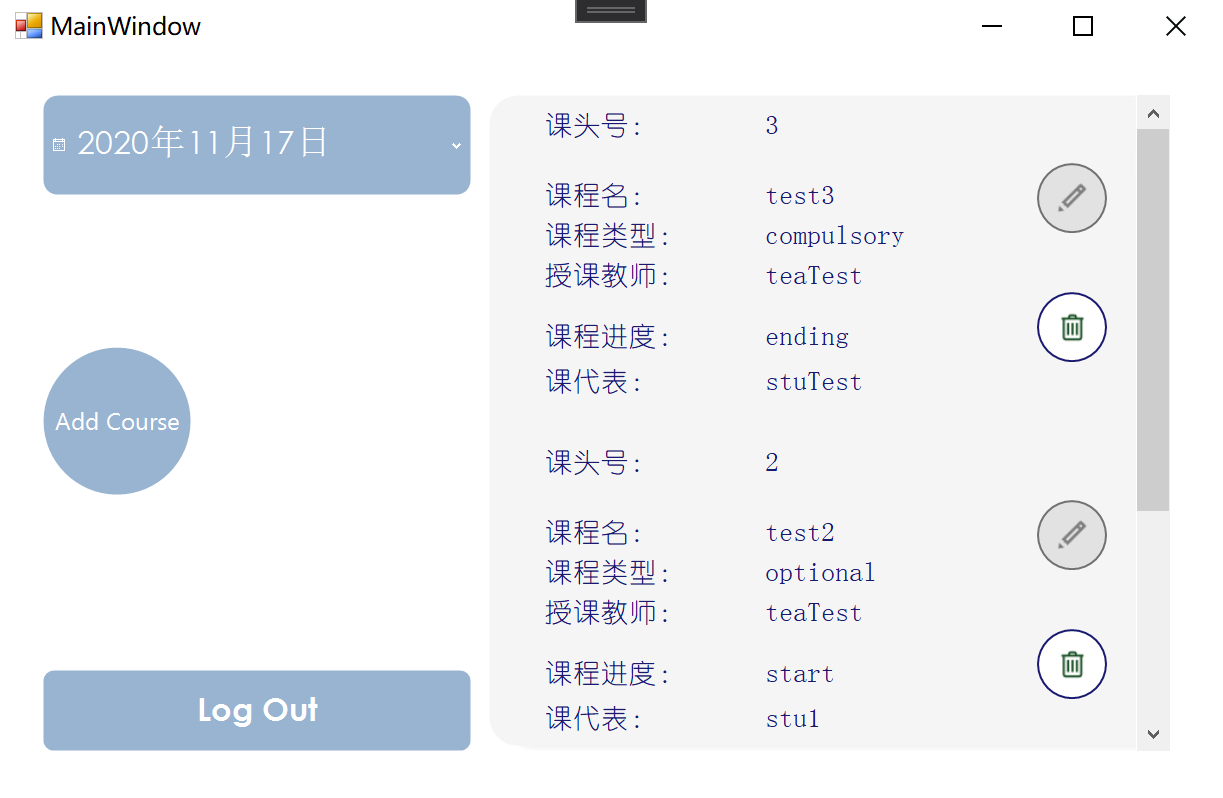 MainWindow
2020年11月17日
Add Course
Log Out
课头号: 3
课程名: test3
课程类型: compulsory
授课教师: teaTest
课程进度: ending
课代表: stuTest
课头号: 2
课程名: test2
课程类型: optional
授课教师: teaTest
课程进度: start
课代表: stu1